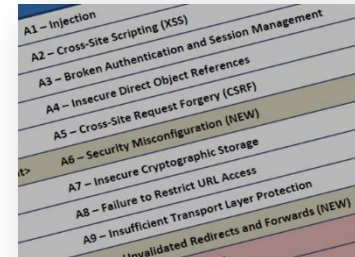 A1 – Injection
A2 – Cross-Site Scripting (XSS)
A3 – Broken Authentication and Session Management
A4 – Insecure Direct Object References
A5 – Cross-Site Request Forgery (CSRF)
t> A6 – Security Misconfiguration (NEW)
A7 – Insecure Cryptographic Storage
A8 – Failure to Restrict URL Access
A9 – Insufficient Transport Layer Protection
Unvalidated Redirects and Forwards (NEW)